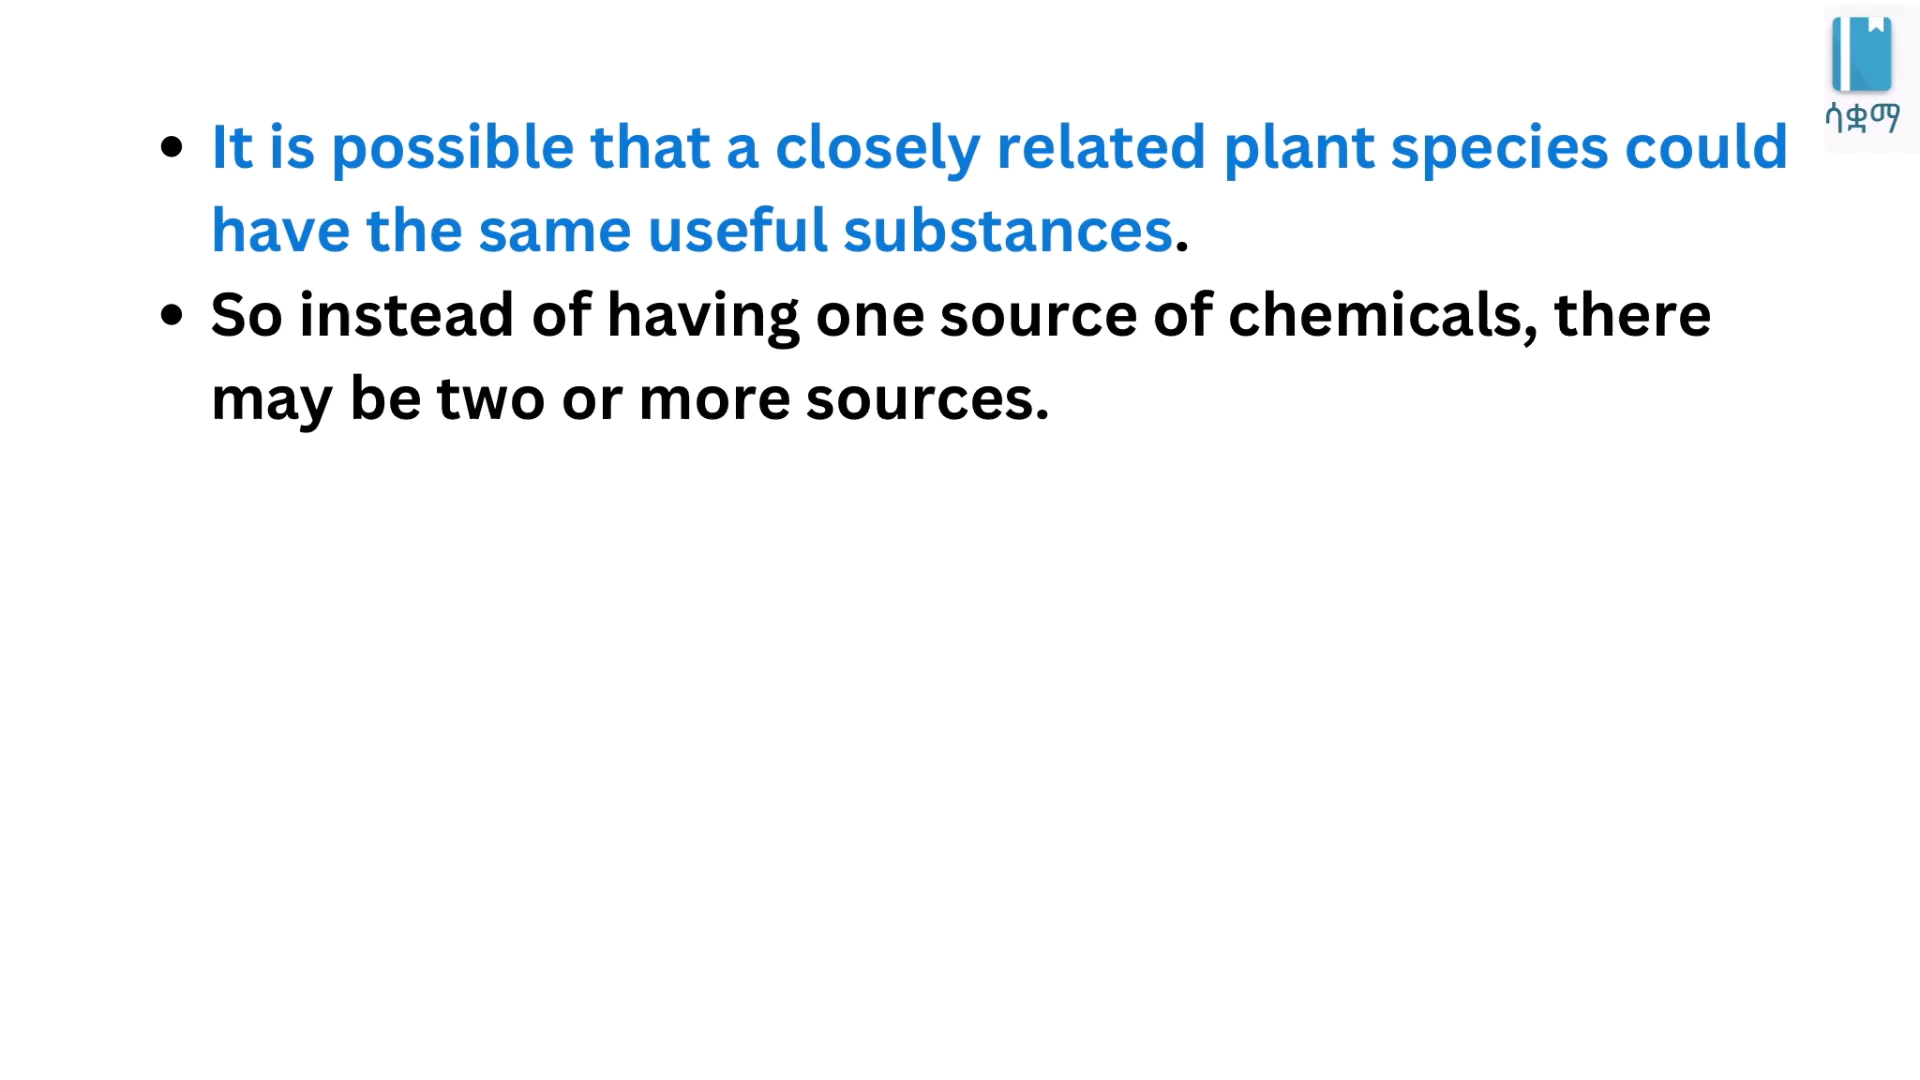 ሳቋማ
• It is possible that a closely related plant species could
have the same useful substances.
• So instead of having one source of chemicals, there
may be two or more sources.